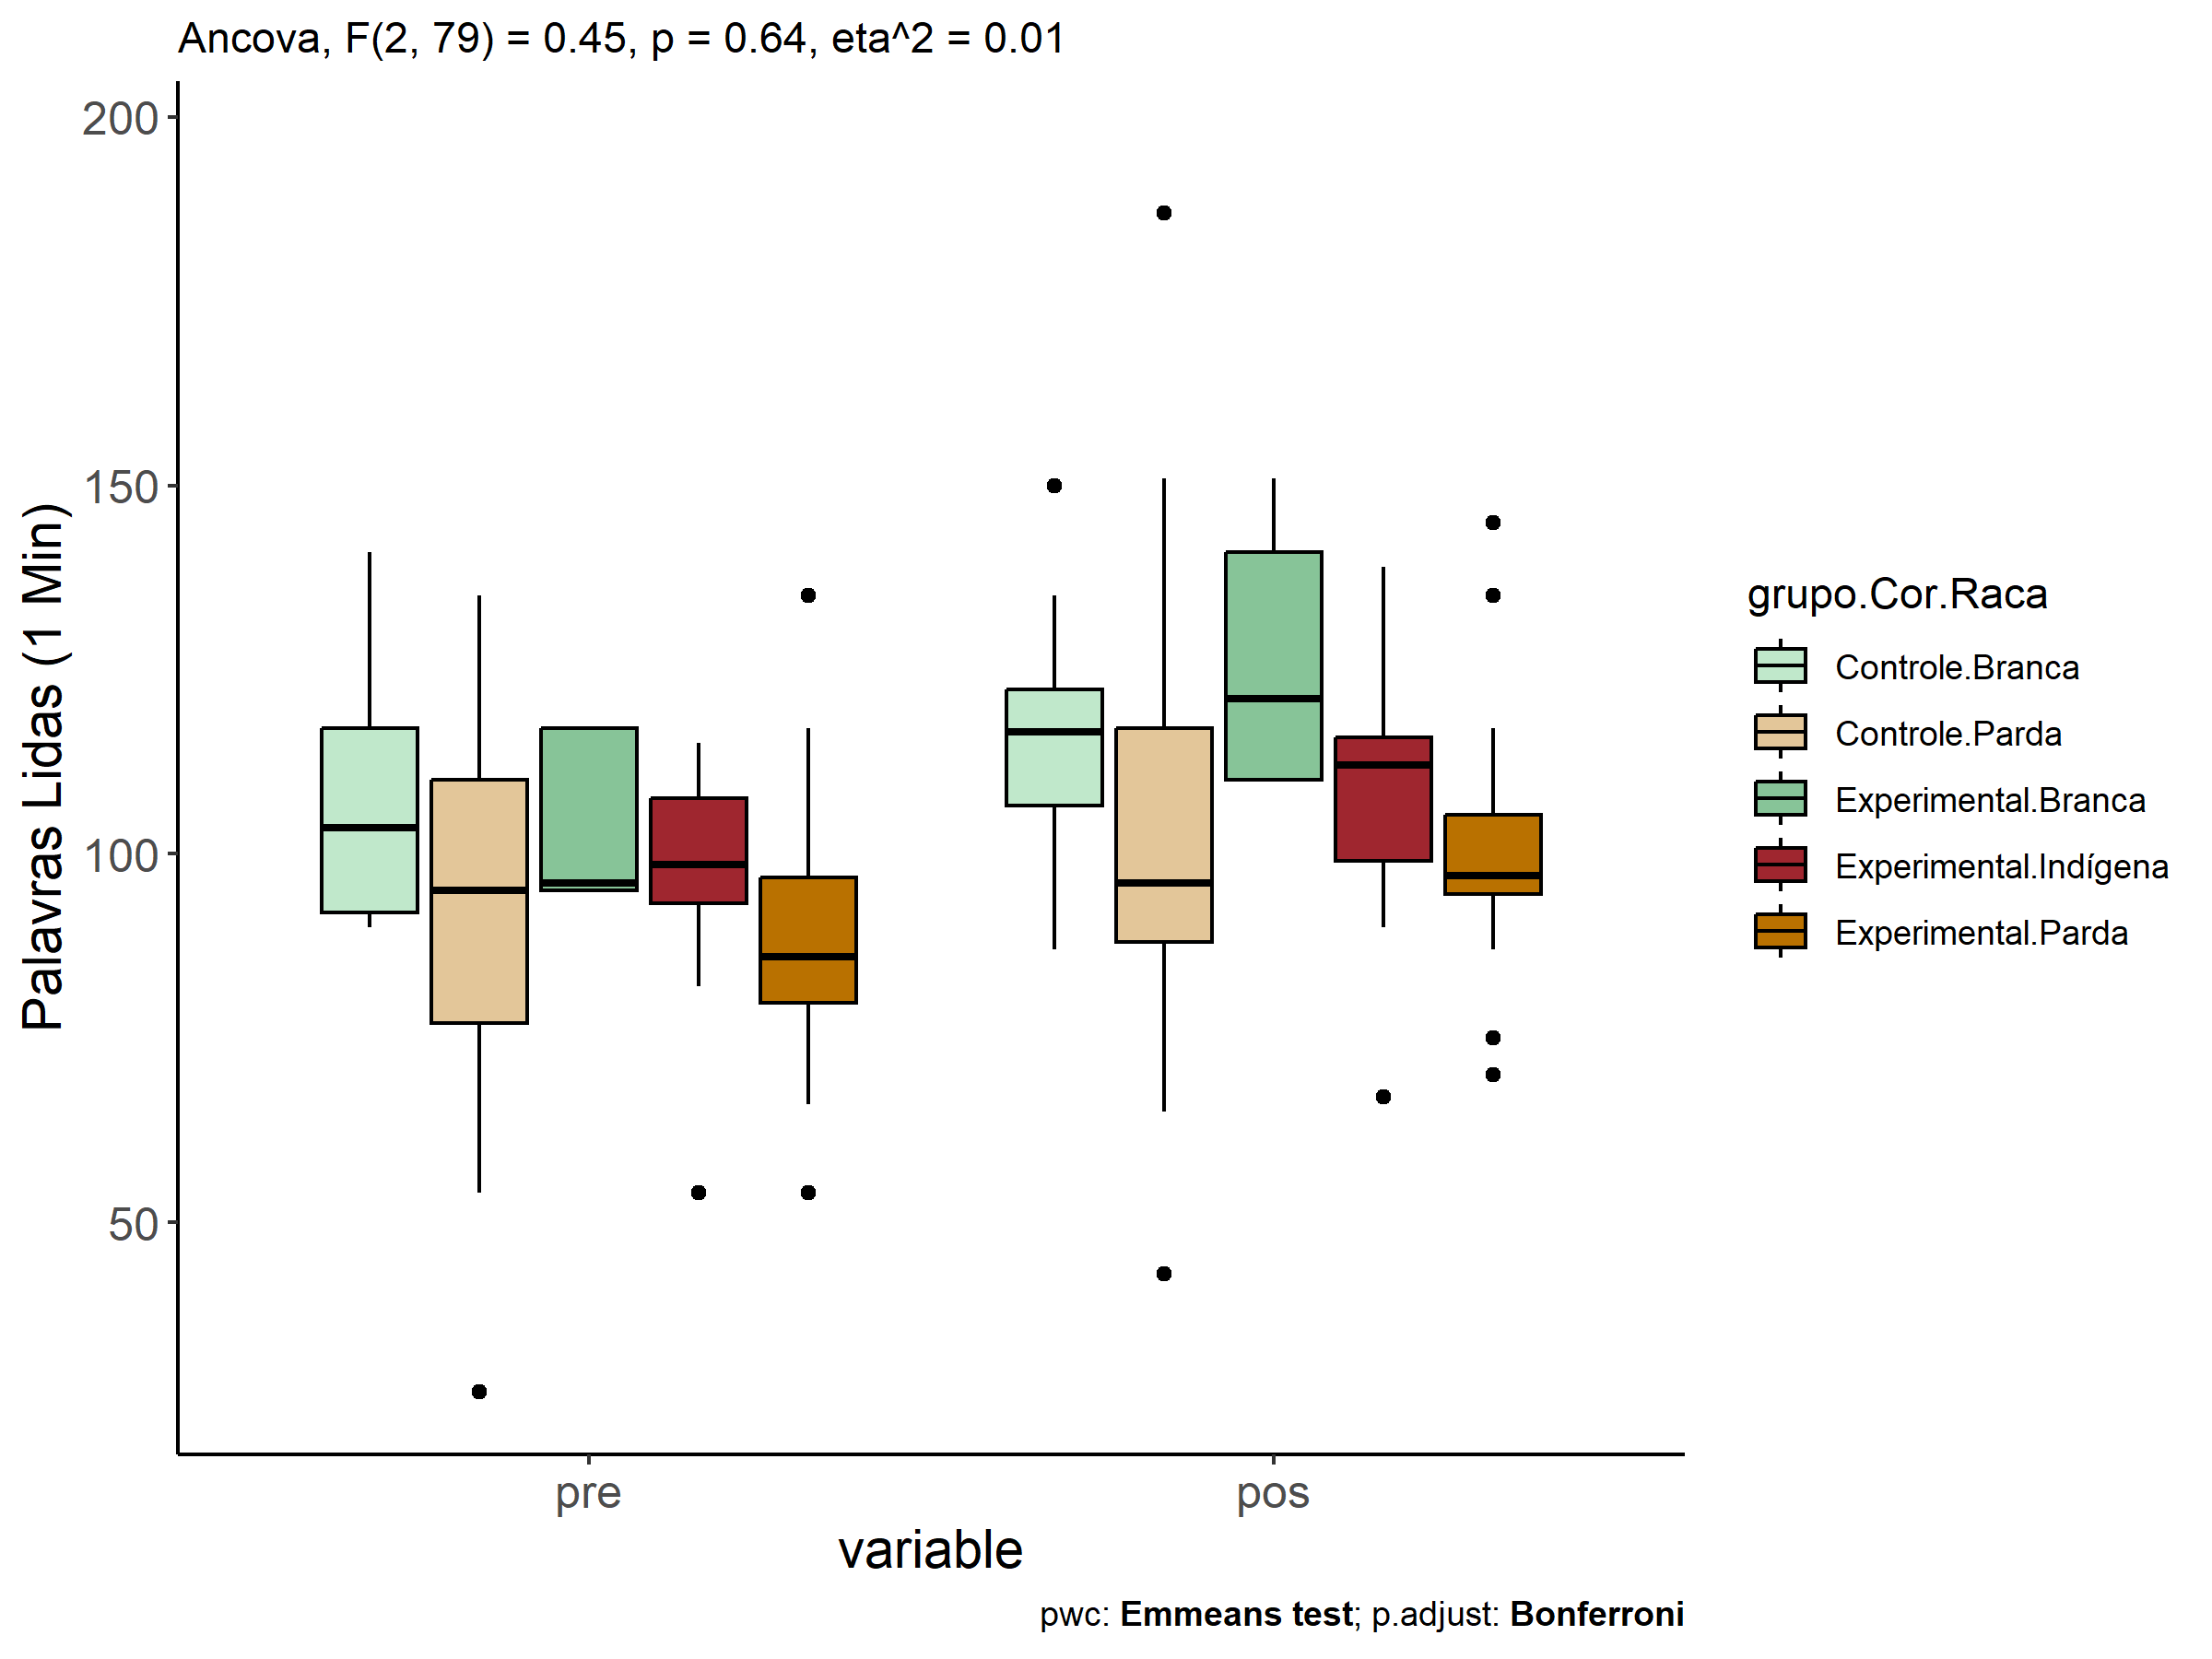 Ancova, F(2, 79) = 0.45, p = 0.64, eta^2 = 0.01
Palavras Lidas (1 Min)
200
150
100
50
pre
pos
variable
grupo.Cor.Raca
Controle.Branca
Controle.Parda
Experimental.Branca
Experimental.Indígena
Experimental.Parda
pwc: Emmeans test; p.adjust: Bonferroni